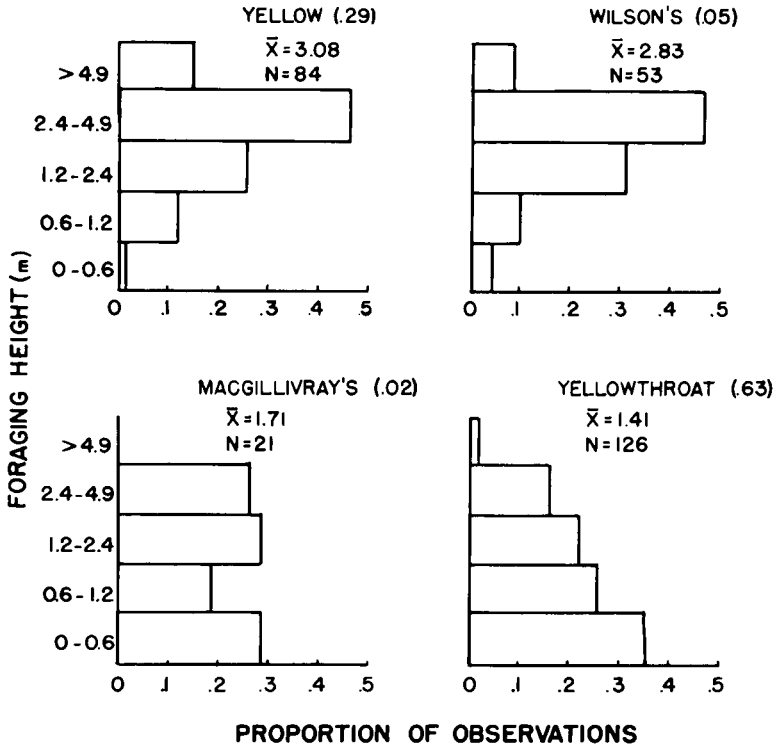 YELLOW (.29)
X̄ = 3.08
N = 84
>4.9
2.4-4.9
1.2-2.4
0.6-1.2
0-0.6
0 .1 .2 .3 .4 .5
WILSON'S (.05)
X̄ = 2.83
N = 53
0 .1 .2 .3 .4 .5
FORAGING HEIGHT (m)
MACGILLIVRAY'S (.02)
X̄ = 1.71
N = 21
>4.9
2.4-4.9
1.2-2.4
0.6-1.2
0-0.6
0 .1 .2 .3 .4 .5
YELLOWTHROAT (.63)
X̄ = 1.41
N = 126
0 .1 .2 .3 .4 .5
PROPORTION OF OBSERVATIONS